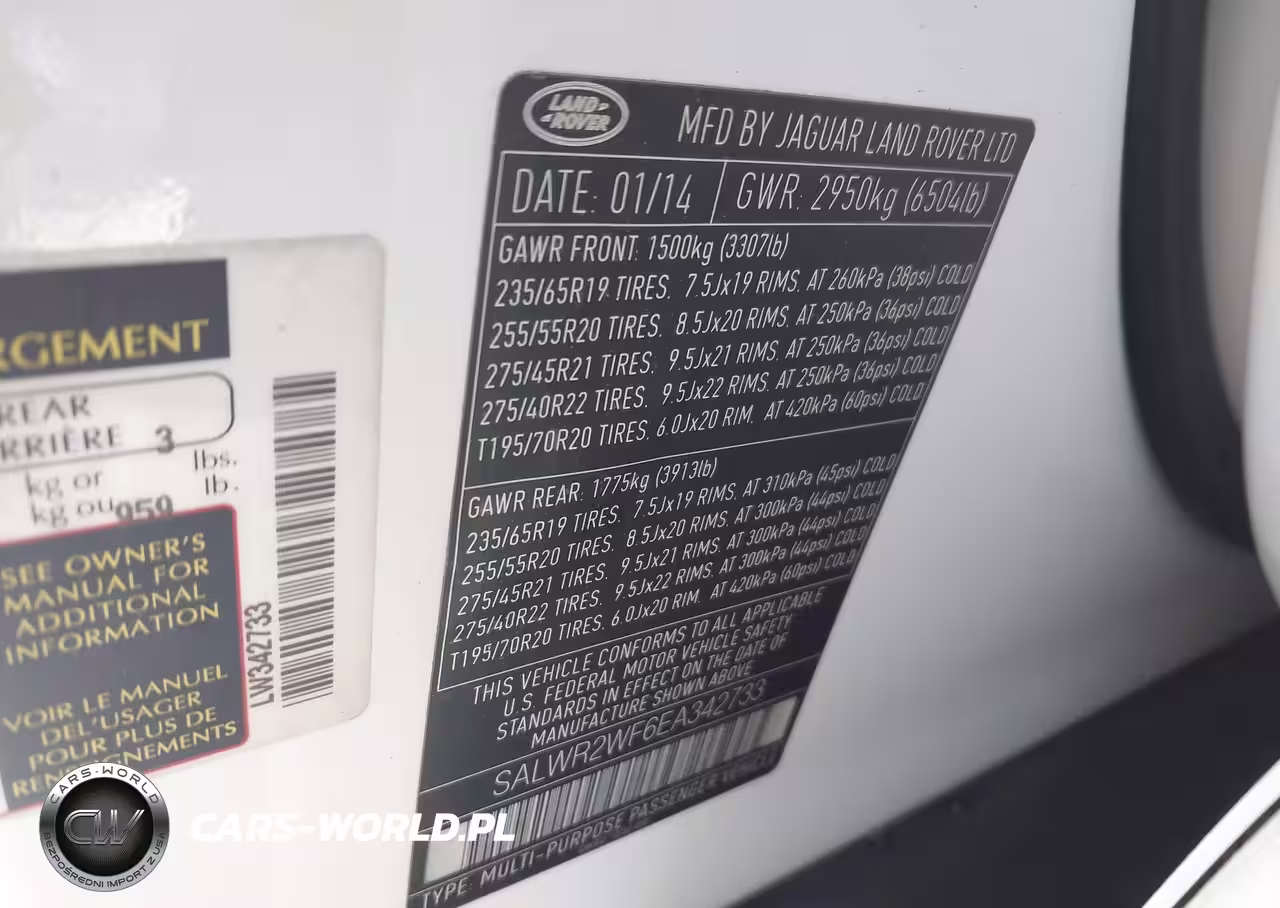 LAND ROVER
MFD BY JAGUAR LAND ROVER LTD
DATE: 01/14 GWR: 2950kg (6504lb)
GAWR FRONT: 1500kg (3307lb)
235/65R19 TIRES. 7.5Jx19 RIMS. AT 260kPa (38psi) COLD
255/55R20 TIRES. 8.5Jx20 RIMS. AT 250kPa (36psi) COLD
275/45R21 TIRES. 9.5Jx21 RIMS. AT 250kPa (36psi) COLD
275/40R22 TIRES. 9.5Jx22 RIMS. AT 250kPa (36psi) COLD
T195/70R20 TIRES. 6.0Jx20 RIM. AT 420kPa (60psi) COLD
GAWR REAR: 1775kg (3913lb)
235/65R19 TIRES. 7.5Jx19 RIMS. AT 310kPa (45psi) COLD
255/55R20 TIRES. 8.5Jx20 RIMS. AT 300kPa (44psi) COLD
275/45R21 TIRES. 9.5Jx21 RIMS. AT 300kPa (44psi) COLD
275/40R22 TIRES. 9.5Jx22 RIMS. AT 300kPa (44psi) COLD
T195/70R20 TIRES. 6.0Jx20 RIM. AT 420kPa (60psi) COLD
THIS VEHICLE CONFORMS TO ALL APPLICABLE
U.S. FEDERAL MOTOR VEHICLE SAFETY
STANDARDS IN EFFECT ON THE DATE OF
MANUFACTURE SHOWN ABOVE
SALWR2WF6EA342733
TYPE: MULTI-PURPOSE PASSENGER VEHICLE
RGEMENT
REAR
RRIÈRE 3
kg or lbs.
kg ou 959 lb.
SEE OWNER'S
MANUAL FOR
ADDITIONAL
INFORMATION
VOIR LE MANUEL
DEL'USAGER
POUR PLUS DE
RENSEIGNEMENTS
LW342733
CARS-WORLD
CW
BEZPOŚREDNI IMPORT Z USA
CARS-WORLD.PL